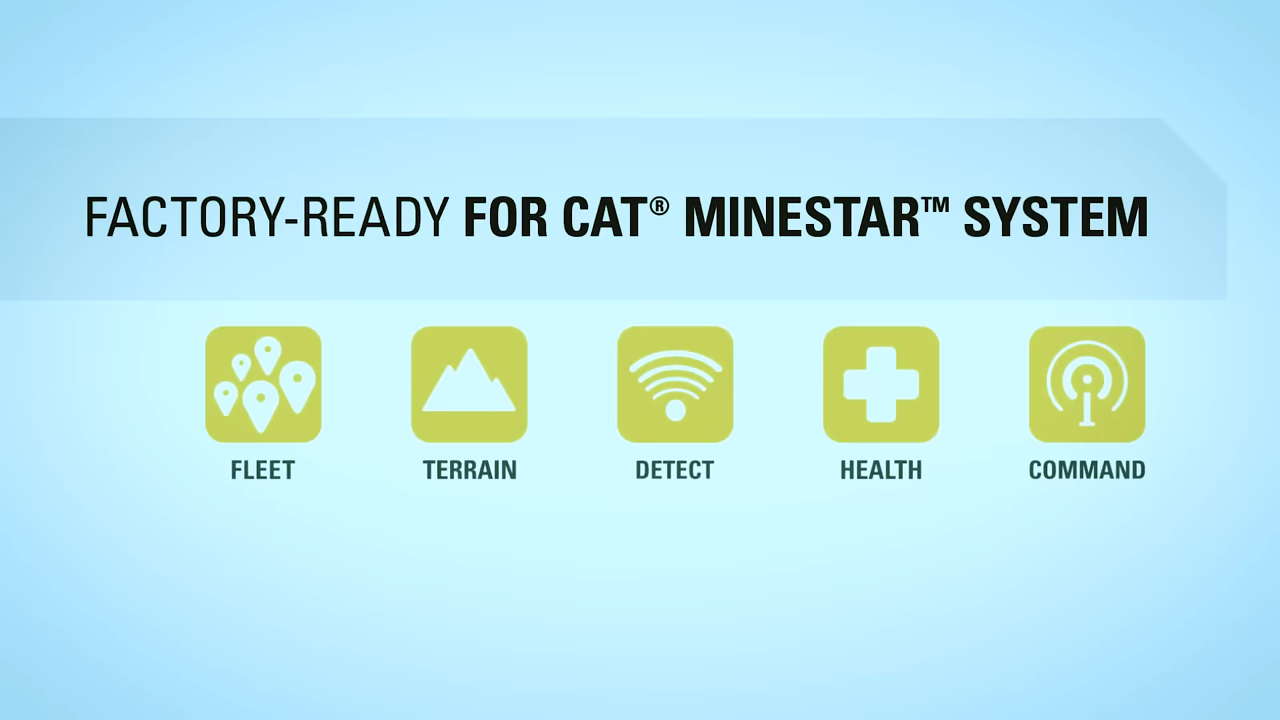 FACTORY-READY FOR CAT® MINESTAR™ SYSTEM
FLEET
TERRAIN
DETECT
HEALTH
COMMAND